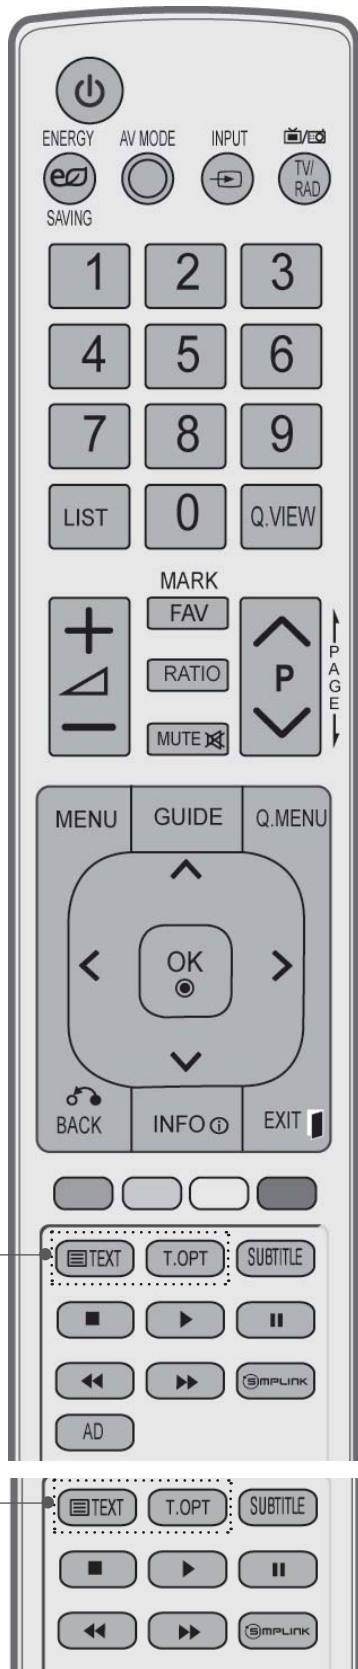 ENERGY AV MODE INPUT
TV/
RAD
SAVING
1 2 3
4 5 6
7 8 9
LIST 0 Q.VIEW
MARK
FAV
RATIO
P
PAGE
MUTE
MENU GUIDE Q.MENU
OK
BACK INFO EXIT
TEXT T.OPT SUBTITLE
SIMPLINK
AD
TEXT T.OPT SUBTITLE
SIMPLINK